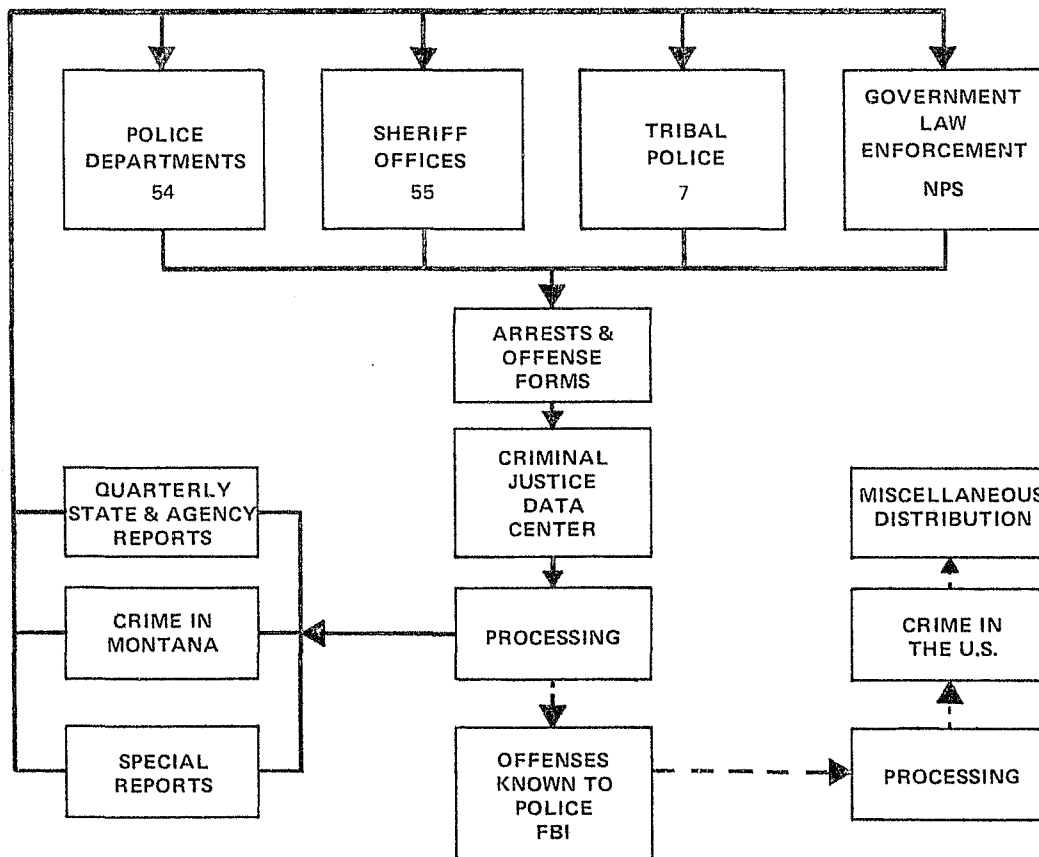 POLICE
DEPARTMENTS
54
SHERIFF
OFFICES
55
TRIBAL
POLICE
7
GOVERNMENT
LAW
ENFORCEMENT
NPS
ARRESTS &
OFFENSE
FORMS
CRIMINAL
JUSTICE
DATA
CENTER
QUARTERLY
STATE & AGENCY
REPORTS
MISCELLANEOUS
DISTRIBUTION
CRIME IN
MONTANA
PROCESSING
CRIME IN
THE U.S.
SPECIAL
REPORTS
OFFENSES
KNOWN TO
POLICE
FBI
PROCESSING